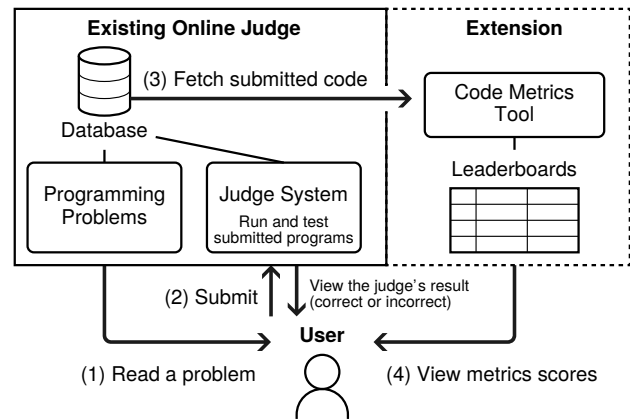 Existing Online Judge
Extension
(3) Fetch submitted code
Code Metrics
Tool
Database
Leaderboards
Programming
Problems
Judge System
Run and test
submitted programs
(2) Submit
View the judge's result
(correct or incorrect)
User
(1) Read a problem
(4) View metrics scores